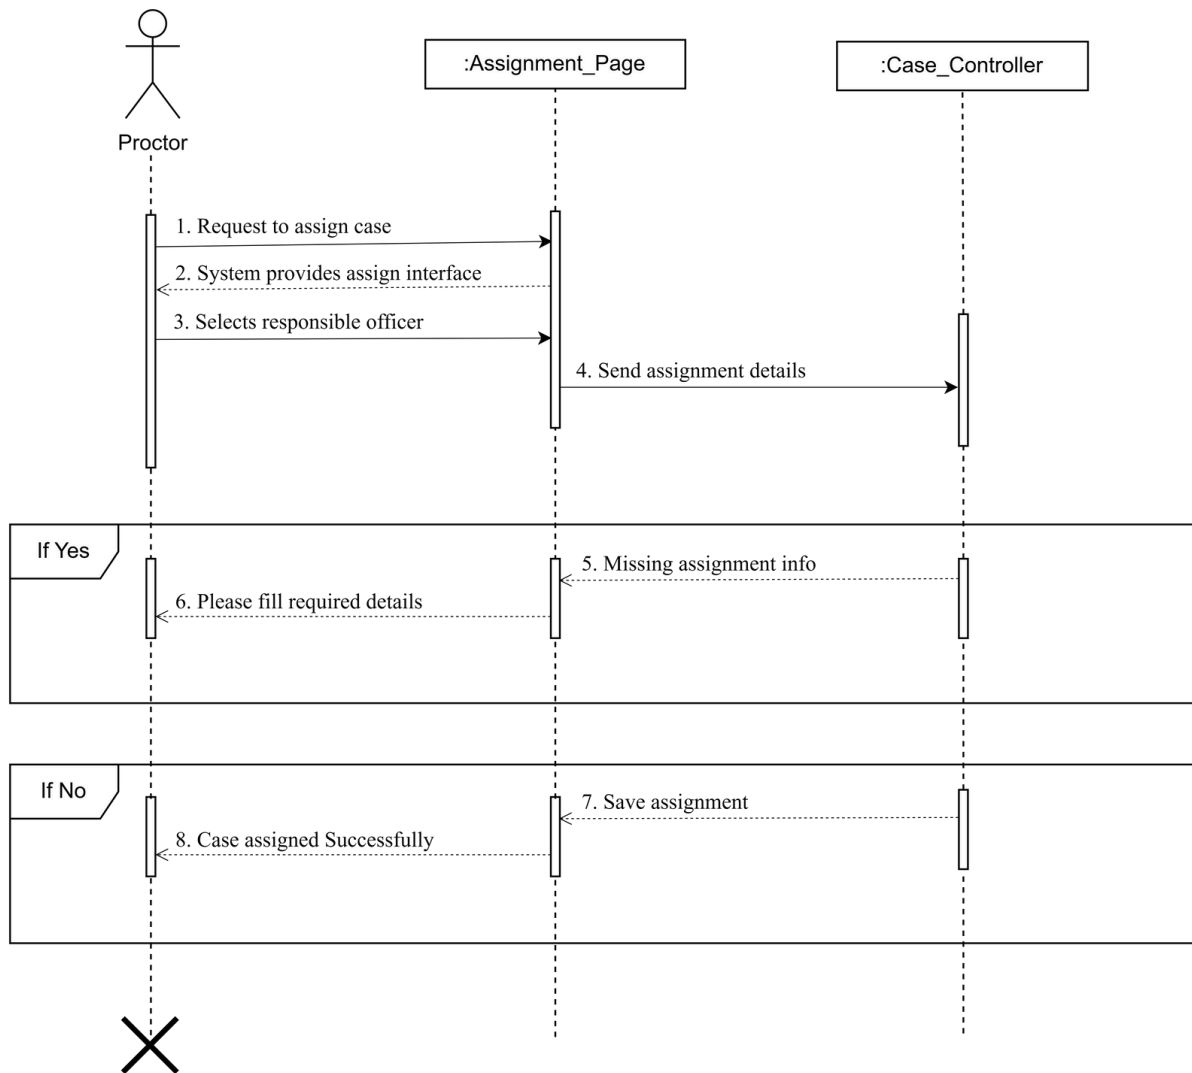 :Assignment_Page
:Case_Controller
Proctor
1. Request to assign case
2. System provides assign interface
3. Selects responsible officer
4. Send assignment details
If Yes
5. Missing assignment info
6. Please fill required details
If No
7. Save assignment
8. Case assigned Successfully